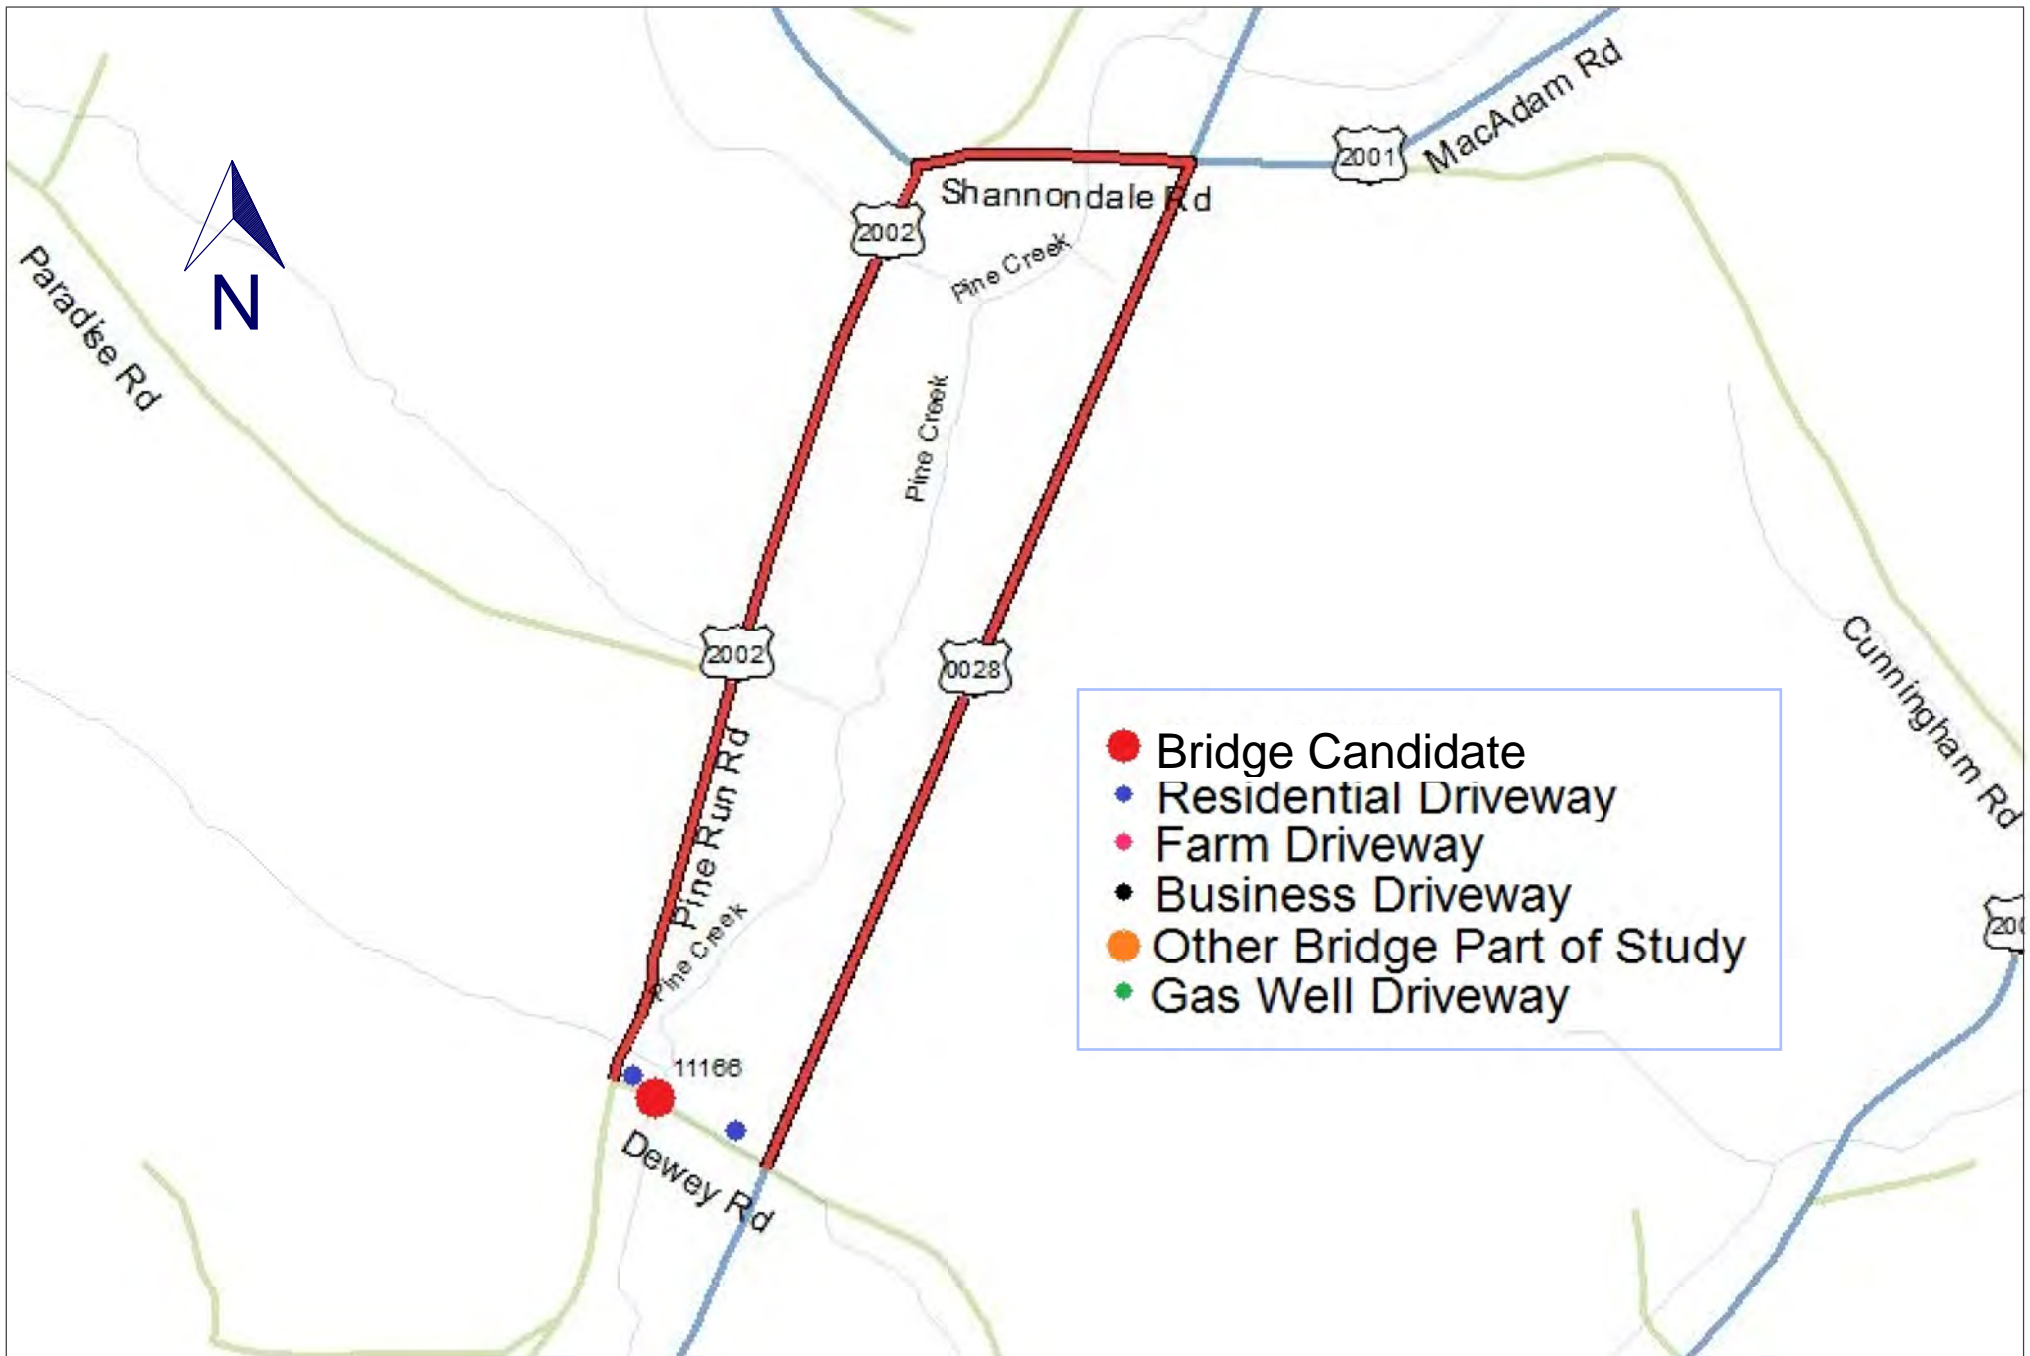 MacAdam Rd
2001
Shannondale Rd
2002
Pine Creek
Paradise Rd
N
Pine Creek
2002
0028
Cunningham Rd
Pine Run Rd
Bridge Candidate
Residential Driveway
Farm Driveway
Business Driveway
Other Bridge Part of Study
Gas Well Driveway
Pine Creek
200
11166
Dewey Rd